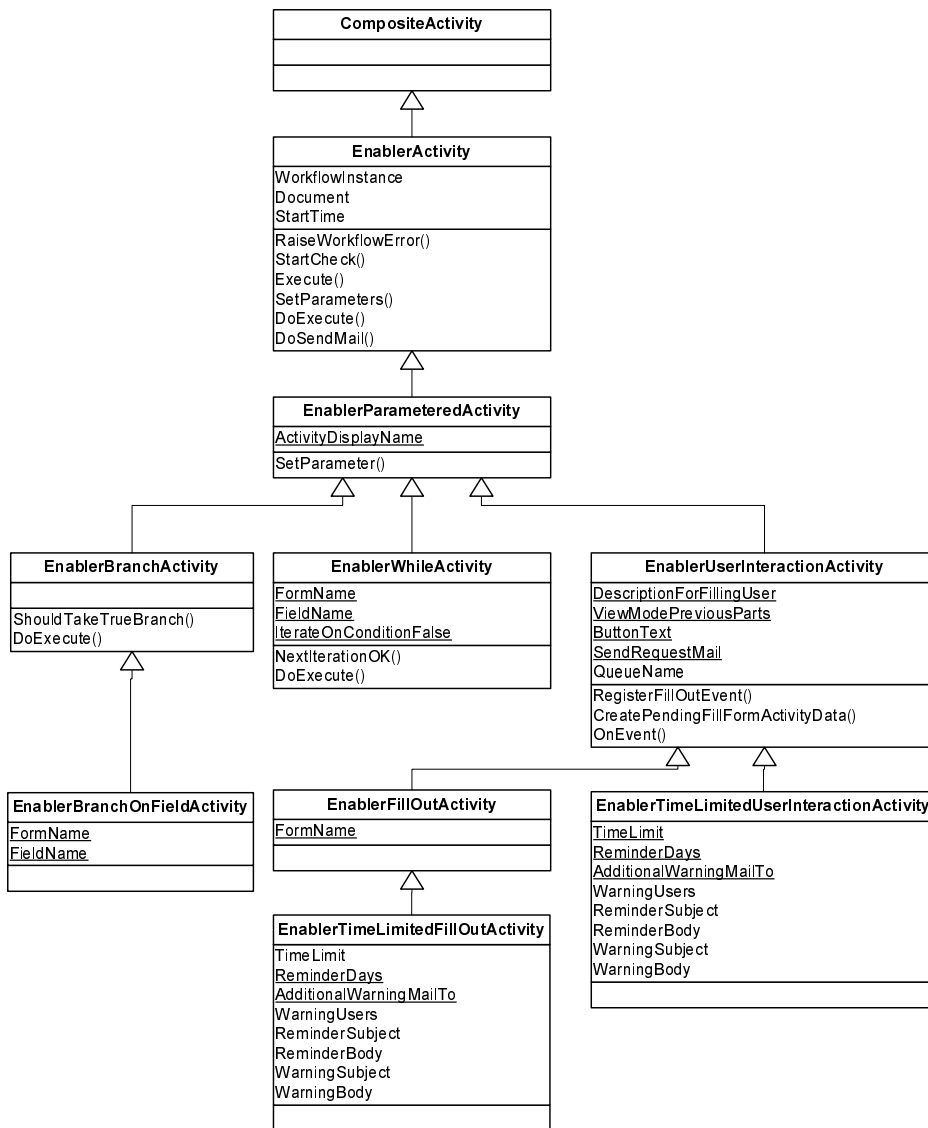 CompositeActivity
EnablerActivity
WorkflowInstance
Document
StartTime
RaiseWorkflowError()
StartCheck()
Execute()
SetParameters()
DoExecute()
DoSendMail()
EnablerParameteredActivity
ActivityDisplayName
SetParameter()
EnablerBranchActivity
ShouldTakeTrueBranch()
DoExecute()
EnablerWhileActivity
FormName
FieldName
IterateOnConditionFalse
NextIterationOK()
DoExecute()
EnablerUserInteractionActivity
DescriptionForFillingUser
ViewModePreviousParts
ButtonText
SendRequestMail
QueueName
RegisterFillOutEvent()
CreatePendingFillFormActivityData()
OnEvent()
EnablerBranchOnFieldActivity
FormName
FieldName
EnablerFillOutActivity
FormName
EnablerTimeLimitedUserInteractionActivity
TimeLimit
ReminderDays
AdditionalWarningMailTo
WarningUsers
ReminderSubject
ReminderBody
WarningSubject
WarningBody
EnablerTimeLimitedFillOutActivity
TimeLimit
ReminderDays
AdditionalWarningMailTo
WarningUsers
ReminderSubject
ReminderBody
WarningSubject
WarningBody